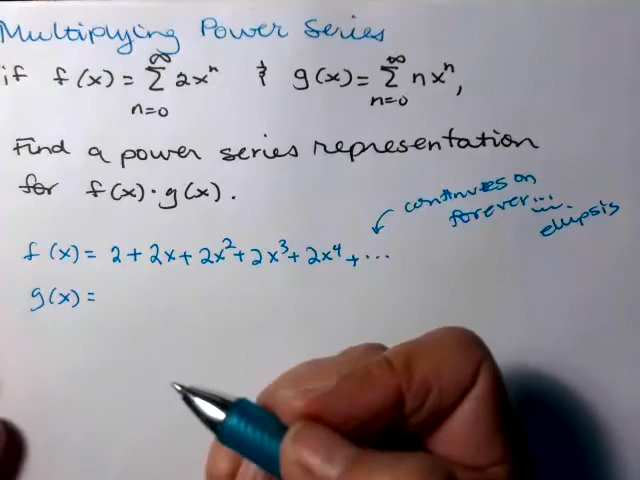 Multiplying Power Series
if f(x) = ∞∑n=0 2xⁿ & g(x) = ∞∑n=0 nxⁿ,
Find a power series representation
for f(x)·g(x).
continues on
forever...
ellipsis
f(x) = 2 + 2x + 2x² + 2x³ + 2x⁴ + ...
g(x) =